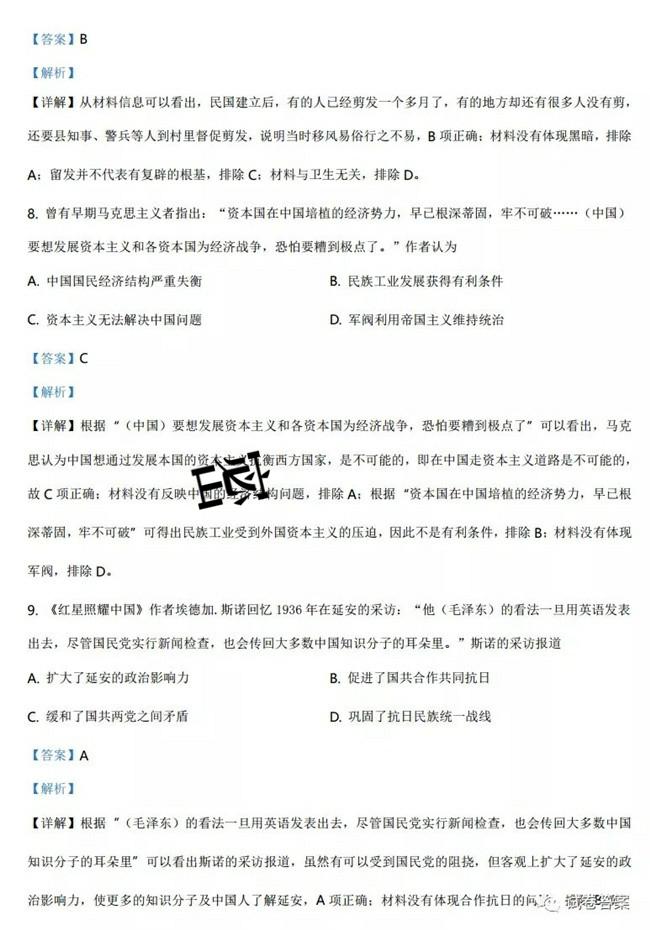 【答案】B
【解析】
【详解】从材料信息可以看出，民国建立后，有的人已经剪发一个多月了，有的地方却还有很多人没有剪，
还要县知事、警兵等人到村里督促剪发，说明当时移风易俗行之不易，B 项正确；材料没有体现黑暗，排除
A；留发并不代表有复辟的根基，排除 C；材料与卫生无关，排除 D。
8. 曾有早期马克思主义者指出：“资本国在中国培植的经济势力，早已根深蒂固，牢不可破……（中国）
要想发展资本主义和各资本国为经济战争，恐怕要糟到极点了。”作者认为
A. 中国国民经济结构严重失衡 B. 民族工业发展获得有利条件
C. 资本主义无法解决中国问题 D. 军阀利用帝国主义维持统治
【答案】C
【解析】
【详解】根据“（中国）要想发展资本主义和各资本国为经济战争，恐怕要糟到极点了”可以看出，马克
思认为中国想通过发展本国的资本主义抗衡西方国家，是不可能的，即在中国走资本主义道路是不可能的，
故 C 项正确；材料没有反映中国的经济结构问题，排除 A；根据“资本国在中国培植的经济势力，早已根
深蒂固，牢不可破”可得出民族工业受到外国资本主义的压迫，因此不是有利条件，排除 B；材料没有体现
军阀，排除 D。
9. 《红星照耀中国》作者埃德加.斯诺回忆 1936 年在延安的采访：“他（毛泽东）的看法一旦用英语发表
出去，尽管国民党实行新闻检查，也会传回大多数中国知识分子的耳朵里。”斯诺的采访报道
A. 扩大了延安的政治影响力 B. 促进了国共合作共同抗日
C. 缓和了国共两党之间矛盾 D. 巩固了抗日民族统一战线
【答案】A
【解析】
【详解】根据“（毛泽东）的看法一旦用英语发表出去，尽管国民党实行新闻检查，也会传回大多数中国
知识分子的耳朵里”可以看出斯诺的采访报道，虽然有可以受到国民党的阻挠，但客观上扩大了延安的政
治影响力，使更多的知识分子及中国人了解延安，A 项正确；材料没有体现合作抗日的问
试卷答案